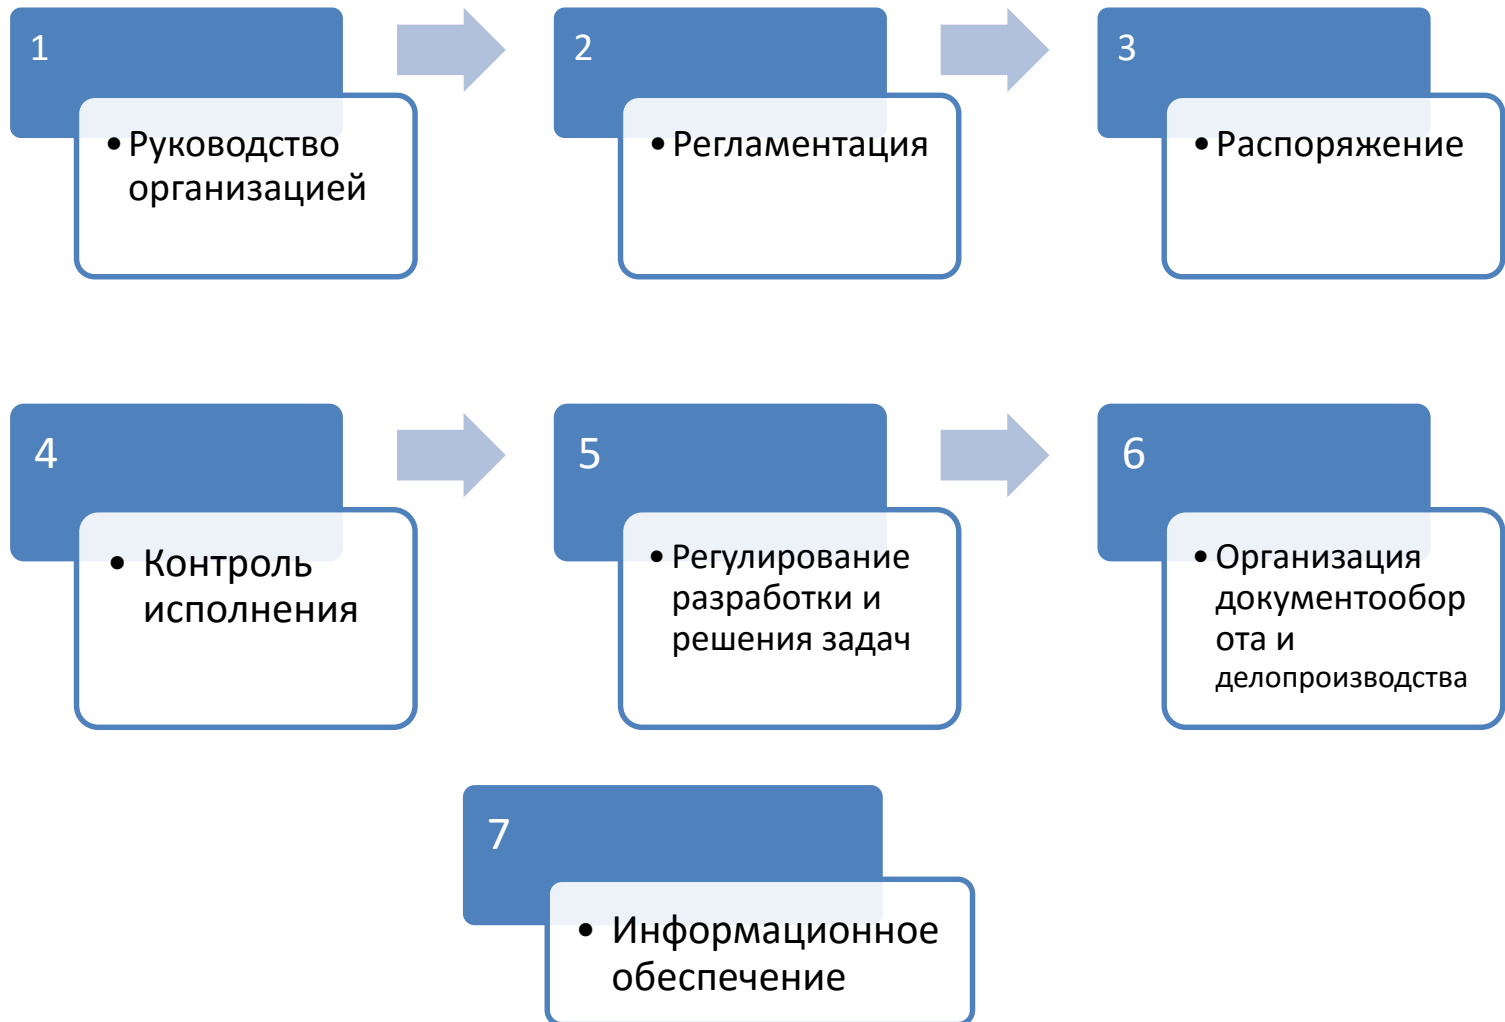 1
• Руководство
организацией
2
• Регламентация
3
• Распоряжение
4
• Контроль
исполнения
5
• Регулирование
разработки и
решения задач
6
• Организация
документообор
ота и
делопроизводства
7
• Информационное
обеспечение